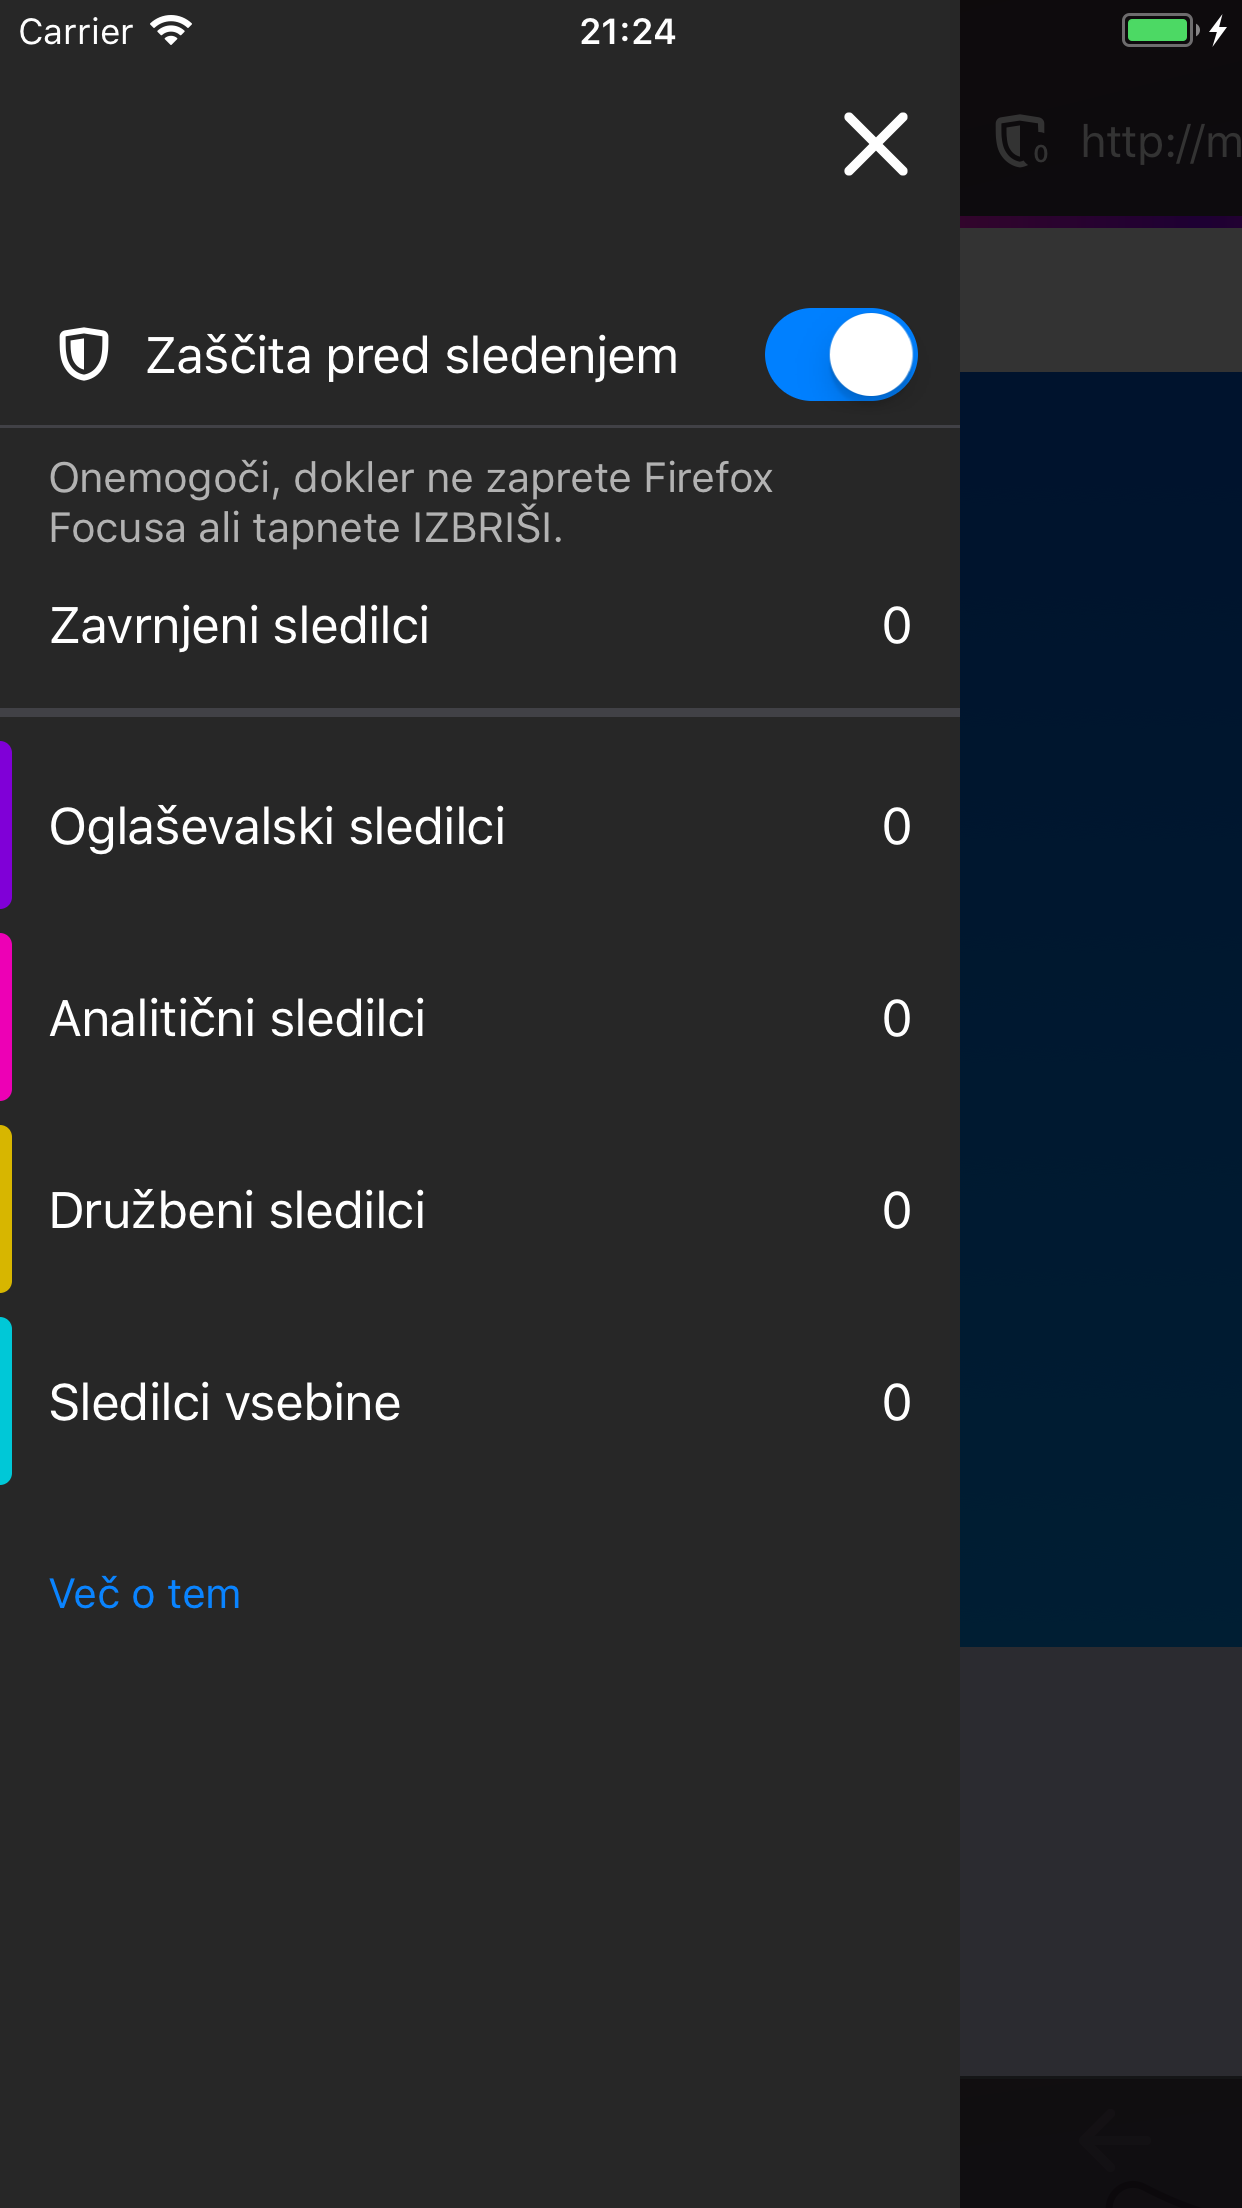 Carrier
21:24
0
http://m
Zaščita pred sledenjem
Onemogoči, dokler ne zaprete Firefox
Focusa ali tapnete IZBRIŠI.
Zavrnjeni sledilci 0
Oglaševalski sledilci 0
Analitični sledilci 0
Družbeni sledilci 0
Sledilci vsebine 0
Več o tem